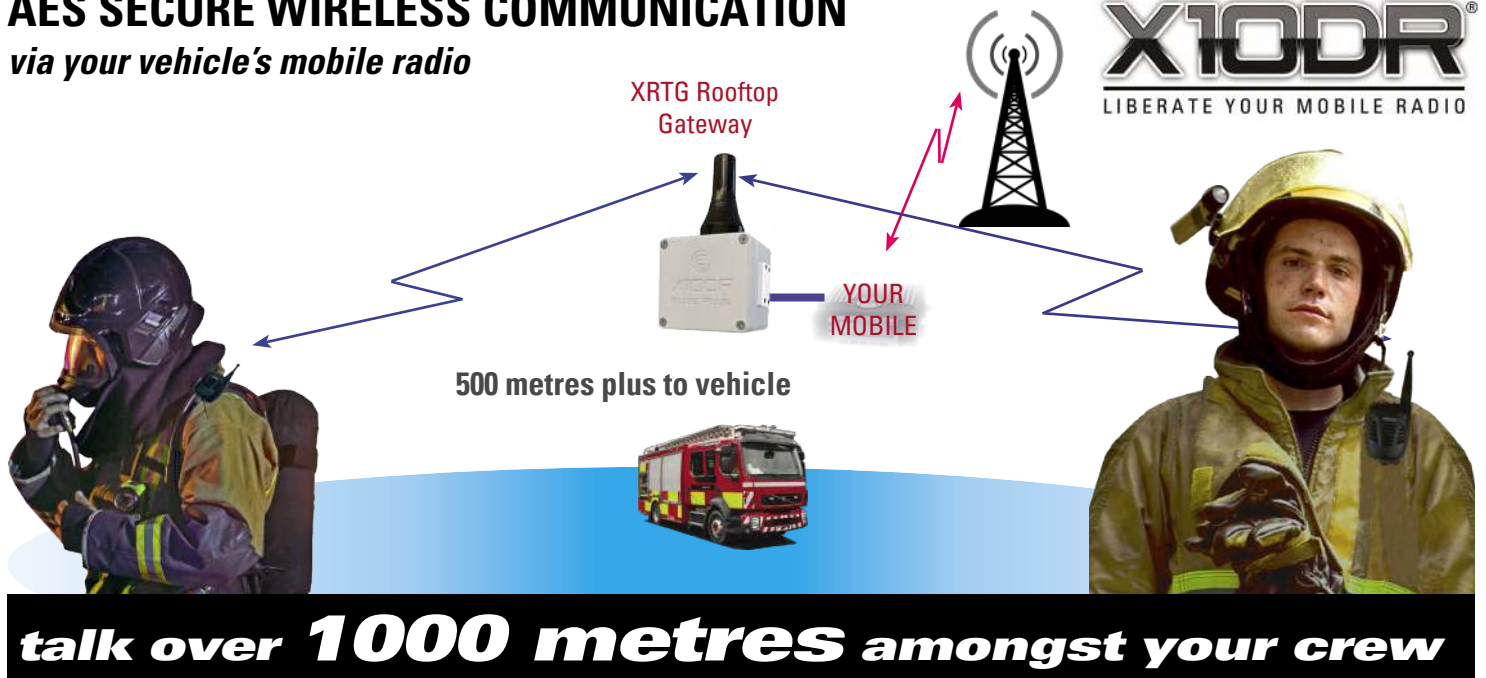 AES SECURE WIRELESS COMMUNICATION
via your vehicle's mobile radio
X10DR®
LIBERATE YOUR MOBILE RADIO
XRTG Rooftop
Gateway
X10DR
YOUR
MOBILE
500 metres plus to vehicle
talk over 1000 metres amongst your crew